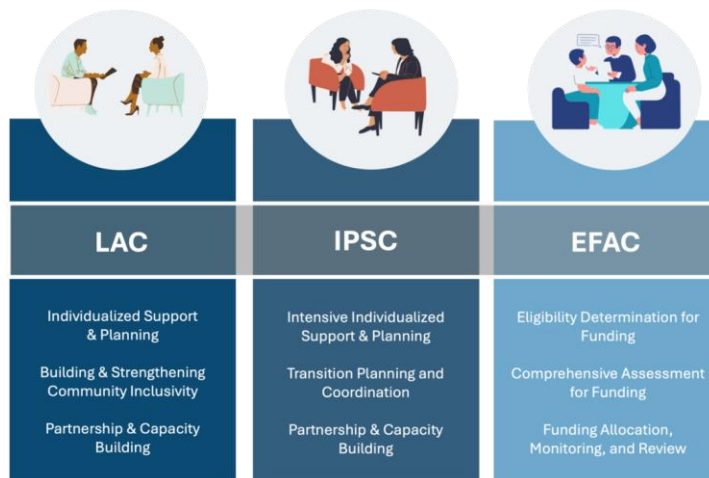 LAC
IPSC
EFAC
Individualized Support
& Planning
Building & Strengthening
Community Inclusivity
Partnership & Capacity
Building
Intensive Individualized
Support & Planning
Transition Planning and
Coordination
Partnership & Capacity
Building
Eligibility Determination for
Funding
Comprehensive Assessment
for Funding
Funding Allocation,
Monitoring, and Review